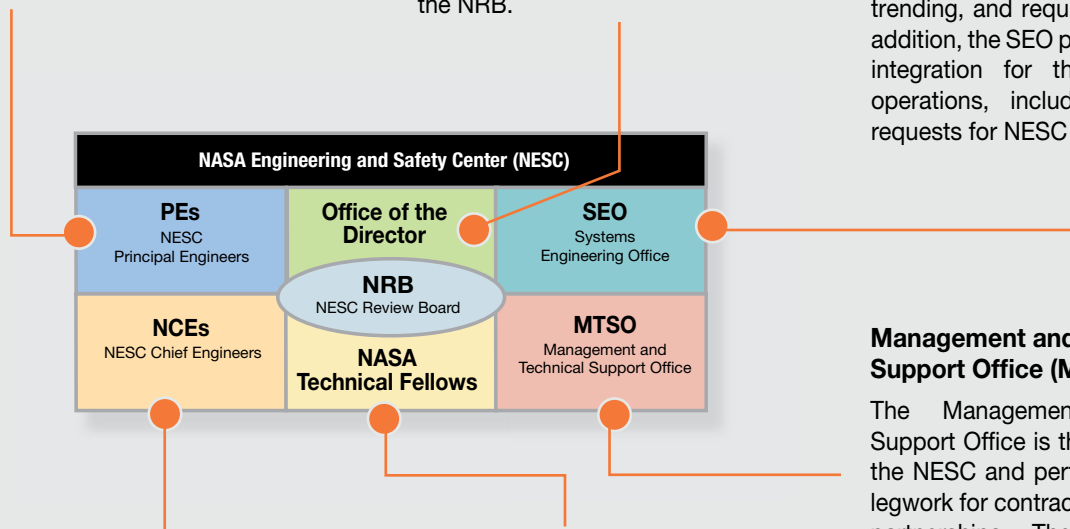 the NRB.
trending, and requ
addition, the SEO p
integration for th
operations, includ
requests for NESC
NASA Engineering and Safety Center (NESC)
PEs
NESC
Principal Engineers
Office of the
Director
SEO
Systems
Engineering Office
NRB
NESC Review Board
NCEs
NESC Chief Engineers
NASA
Technical Fellows
MTSO
Management and
Technical Support Office
Management and
Support Office (M
The Managemen
Support Office is th
the NESC and per
legwork for contrac